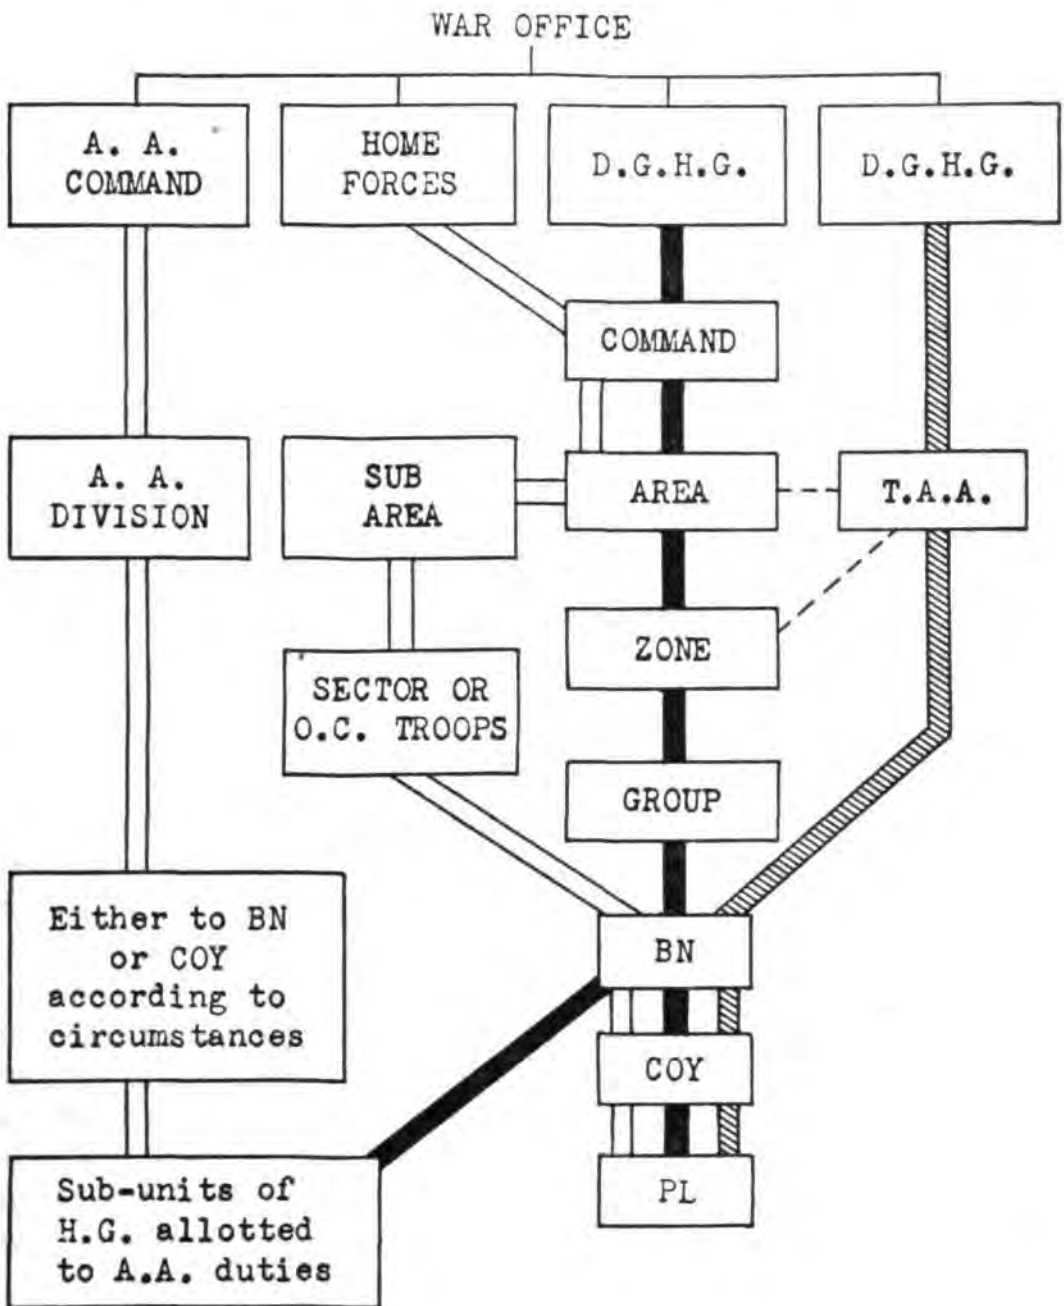 WAR OFFICE
A. A.
COMMAND
HOME
FORCES
D.G.H.G.
D.G.H.G.
COMMAND
A. A.
DIVISION
SUB
AREA
AREA
T.A.A.
ZONE
SECTOR OR
O.C. TROOPS
GROUP
Either to BN
or COY
according to
circumstances
BN
COY
Sub-units of
H.G. allotted
to A.A. duties
PL